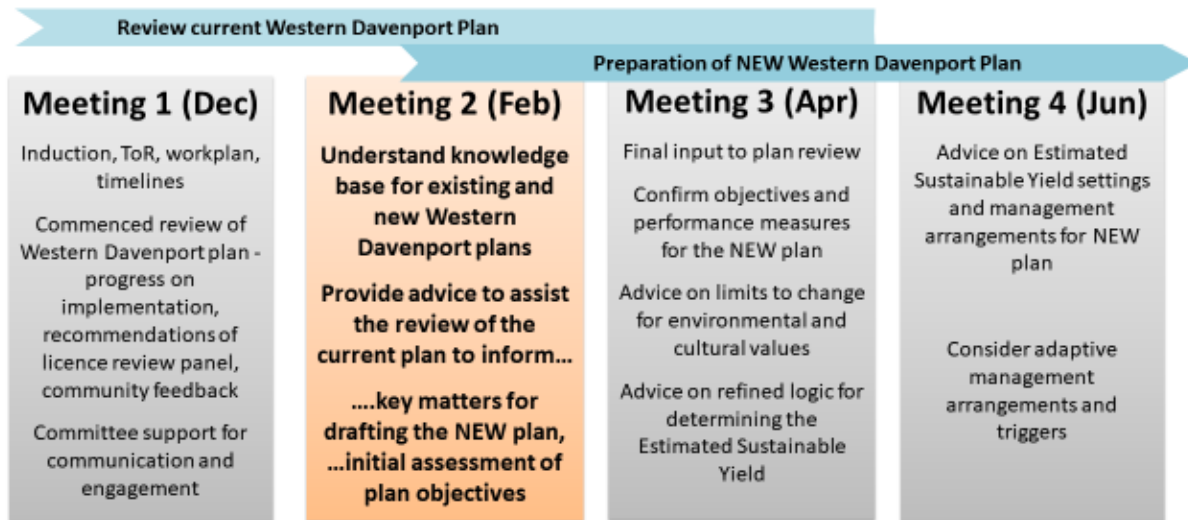 Review current Western Davenport Plan
Preparation of NEW Western Davenport Plan
Meeting 1 (Dec)
Induction, ToR, workplan,
timelines
Commenced review of
Western Davenport plan -
progress on
implementation,
recommendations of
licence review panel,
community feedback
Committee support for
communication and
engagement
Meeting 2 (Feb)
Understand knowledge
base for existing and
new Western
Davenport plans
Provide advice to assist
the review of the
current plan to inform…
….key matters for
drafting the NEW plan,
…initial assessment of
plan objectives
Meeting 3 (Apr)
Final input to plan review
Confirm objectives and
performance measures
for the NEW plan
Advice on limits to change
for environmental and
cultural values
Advice on refined logic for
determining the
Estimated Sustainable
Yield
Meeting 4 (Jun)
Advice on Estimated
Sustainable Yield settings
and management
arrangements for NEW
plan
Consider adaptive
management
arrangements and
triggers